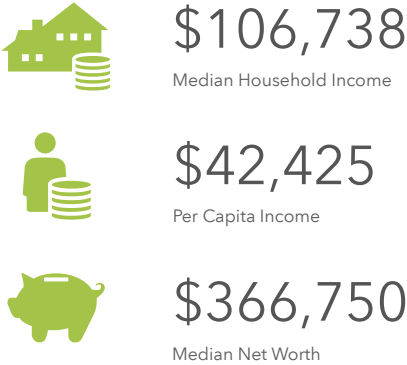 $106,738
Median Household Income
$42,425
Per Capita Income
$366,750
Median Net Worth